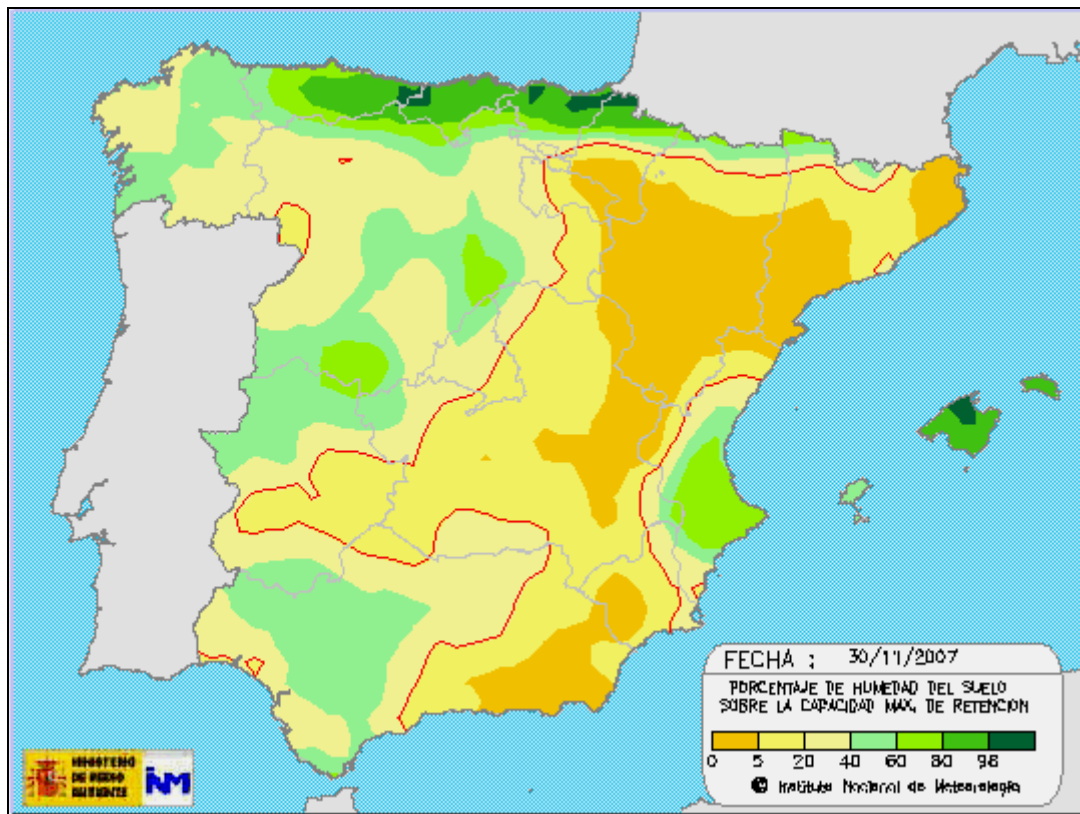 FECHA : 30/11/2007
PORCENTAJE DE HUMEDAD DEL SUELO
SOBRE LA CAPACIDAD MAX. DE RETENCION
0 5 20 40 60 80 98
© Instituto Nacional de Meteorología
MINISTERIO
DE MEDIO
AMBIENTE
INM